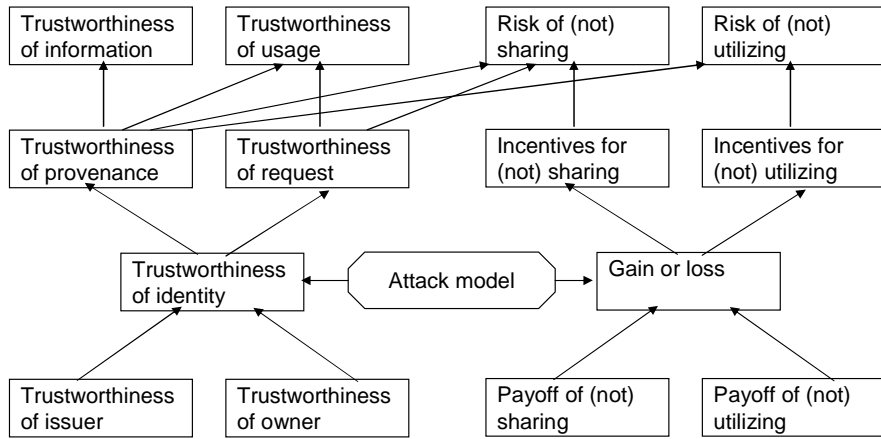 Trustworthiness
of information
Trustworthiness
of usage
Risk of (not)
sharing
Risk of (not)
utilizing
Trustworthiness
of provenance
Trustworthiness
of request
Incentives for
(not) sharing
Incentives for
(not) utilizing
Trustworthiness
of identity
Attack model
Gain or loss
Trustworthiness
of issuer
Trustworthiness
of owner
Payoff of (not)
sharing
Payoff of (not)
utilizing